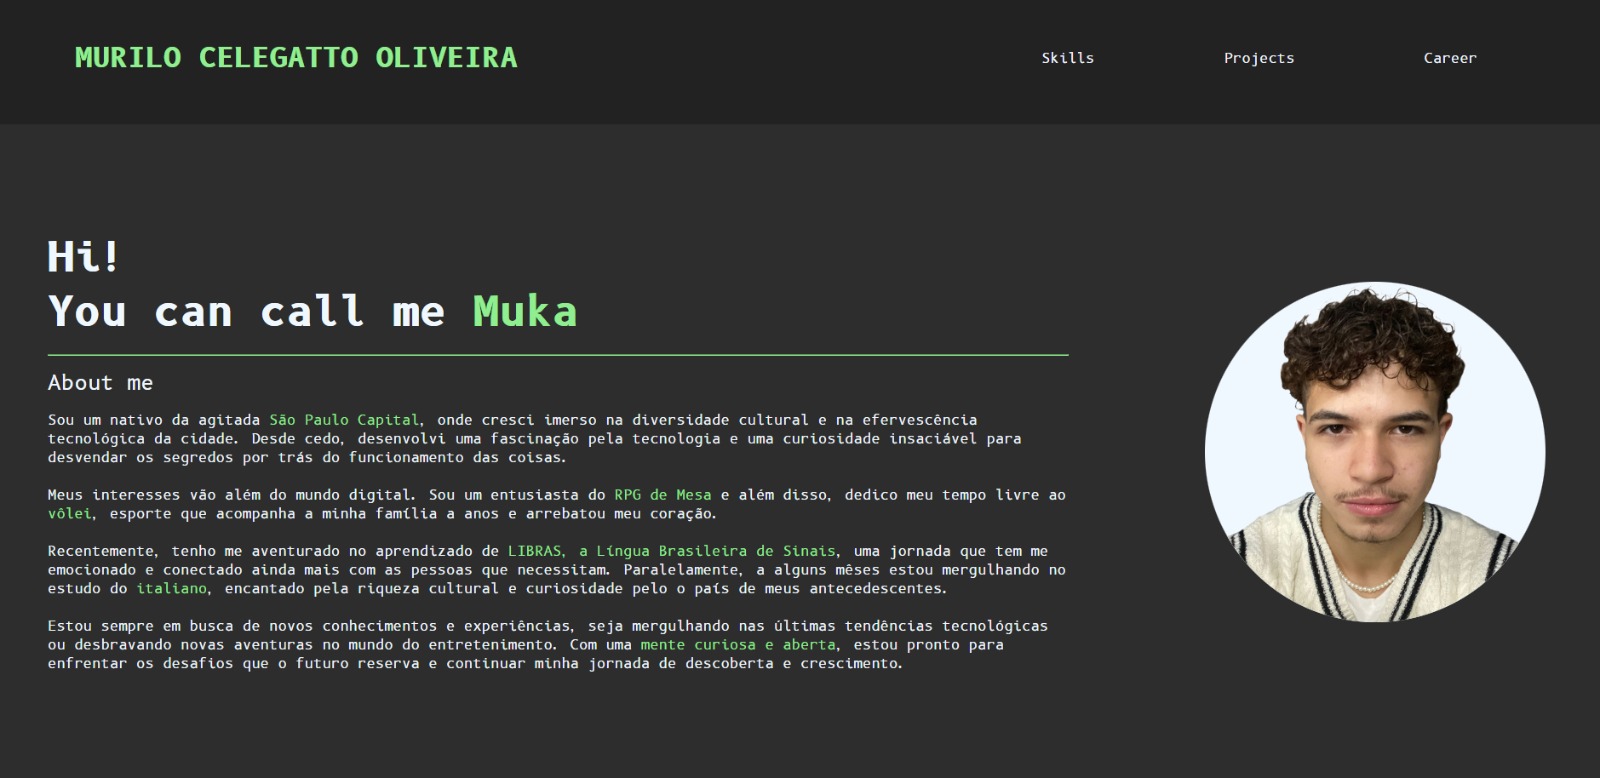 MURILO CELEGATTO OLIVEIRA
Skills
Projects
Career
Hi!
You can call me Muka
About me
Sou um nativo da agitada São Paulo Capital, onde cresci imerso na diversidade cultural e na efervescência
tecnológica da cidade. Desde cedo, desenvolvi uma fascinação pela tecnologia e uma curiosidade insaciável para
desvendar os segredos por trás do funcionamento das coisas.
Meus interesses vão além do mundo digital. Sou um entusiasta do RPG de Mesa e além disso, dedico meu tempo livre ao
vôlei, esporte que acompanha a minha família a anos e arrebatou meu coração.
Recentemente, tenho me aventurado no aprendizado de LIBRAS, a Língua Brasileira de Sinais, uma jornada que tem me
emocionado e conectado ainda mais com as pessoas que necessitam. Paralelamente, a alguns mêses estou mergulhando no
estudo do italiano, encantado pela riqueza cultural e curiosidade pelo o país de meus antecedescentes.
Estou sempre em busca de novos conhecimentos e experiências, seja mergulhando nas últimas tendências tecnológicas
ou desbravando novas aventuras no mundo do entretenimento. Com uma mente curiosa e aberta, estou pronto para
enfrentar os desafios que o futuro reserva e continuar minha jornada de descoberta e crescimento.